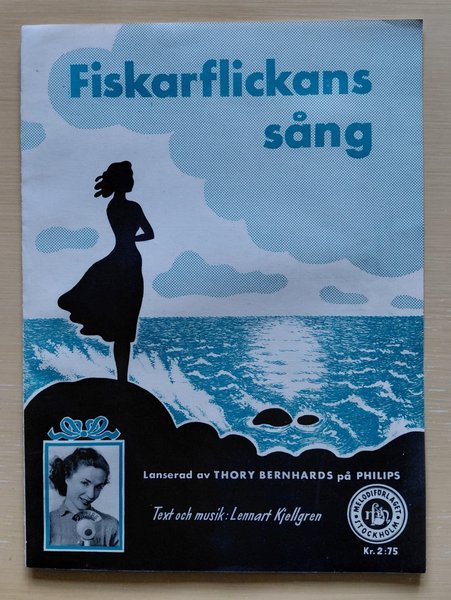 Fiskarflickans
sång
Lanserad av THORY BERNHARDS på PHILIPS
Text och musik: Lennart Kjellgren
MELODIFÖRLAGET
STOCKHOLM
Kr. 2:75